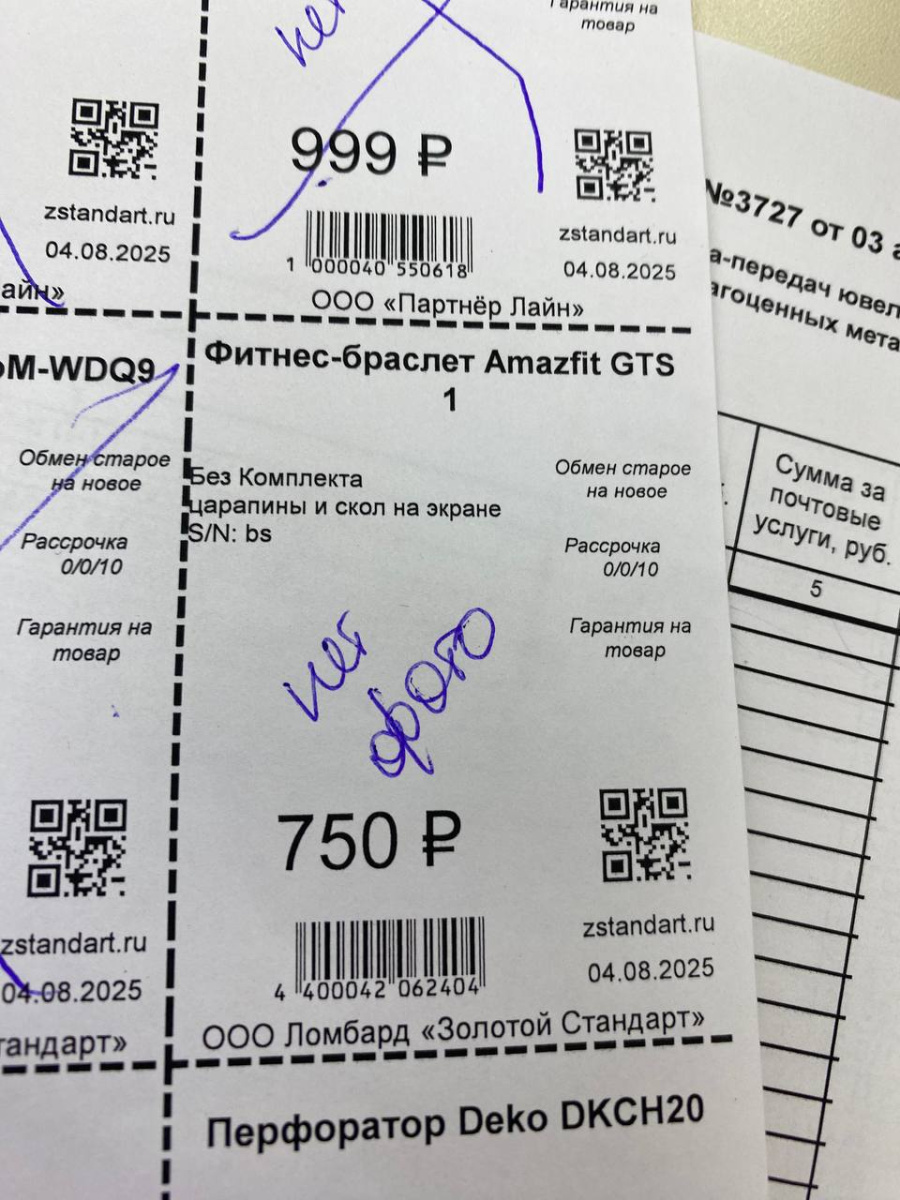 нет
Гарантия на
товар
999 ₽
zstandart.ru
04.08.2025
айн»
1 000040 550618
zstandart.ru
04.08.2025
ООО «Партнёр Лайн»
M-WDQ9
Обмен старое
на новое
Рассрочка
0/0/10
Гарантия на
товар
zstandart.ru
04.08.2025
тандарт»
Фитнес-браслет Amazfit GTS
1
Без Комплекта
царапины и скол на экране
S/N: bs
Обмен старое
на новое
Рассрочка
0/0/10
Гарантия на
товар
нет
фото
750 ₽
4 400042 062404
zstandart.ru
04.08.2025
ООО Ломбард «Золотой Стандарт»
Перфоратор Deko DKCH20
№3727 от 03
а-передач ювел
агоценных мета
Сумма за
почтовые
услуги, руб.
5